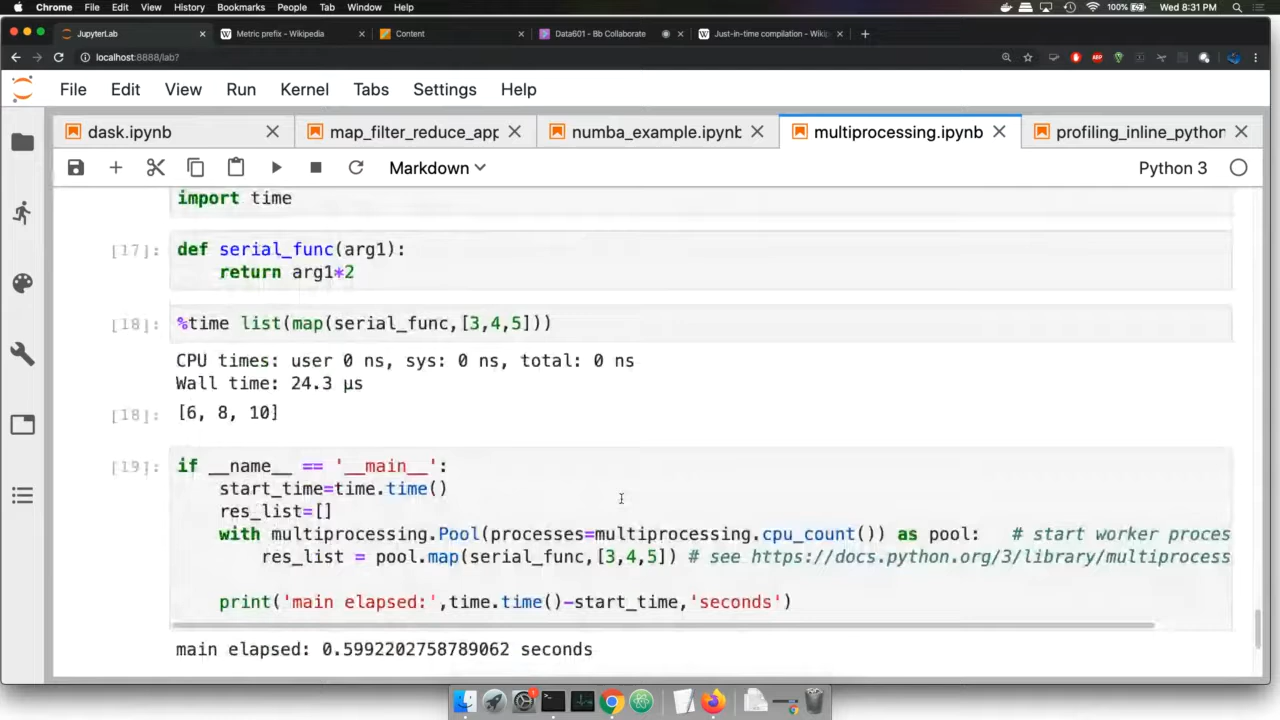 Chrome File Edit View History Bookmarks People Tab Window Help 100% Wed 8:31 PM
JupyterLab Metric prefix - Wikipedia Content Data601 - Bb Collaborate Just-in-time compilation - Wiki
localhost:8888/lab?
File Edit View Run Kernel Tabs Settings Help
dask.ipynb map_filter_reduce_app numba_example.ipynb multiprocessing.ipynb profiling_inline_python
Markdown Python 3
import time
[17]: def serial_func(arg1):
return arg1*2
[18]: %time list(map(serial_func,[3,4,5]))
CPU times: user 0 ns, sys: 0 ns, total: 0 ns
Wall time: 24.3 µs
[18]: [6, 8, 10]
[19]: if __name__ == '__main__':
start_time=time.time()
res_list=[]
with multiprocessing.Pool(processes=multiprocessing.cpu_count()) as pool: # start worker proces
res_list = pool.map(serial_func,[3,4,5]) # see https://docs.python.org/3/library/multiprocess
print('main elapsed:',time.time()-start_time,'seconds')
main elapsed: 0.5992202758789062 seconds